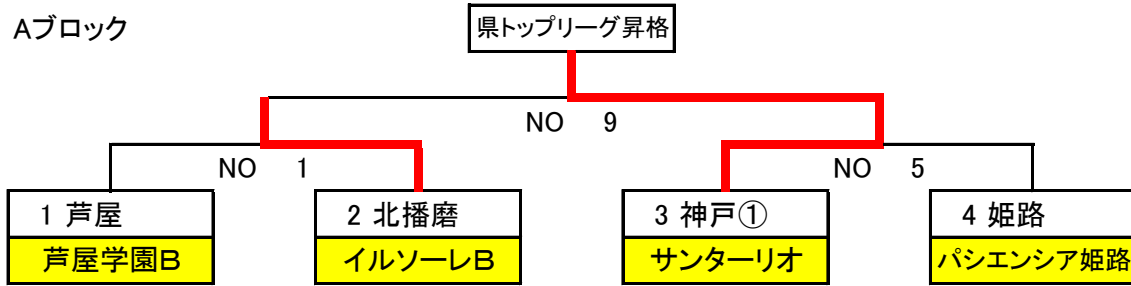 Aブロック
県トップリーグ昇格
NO 9
NO 1
NO 5
1 芦屋
芦屋学園B
2 北播磨
イルソーレB
3 神戸①
サンターリオ
4 姫路
パシエンシア姫路